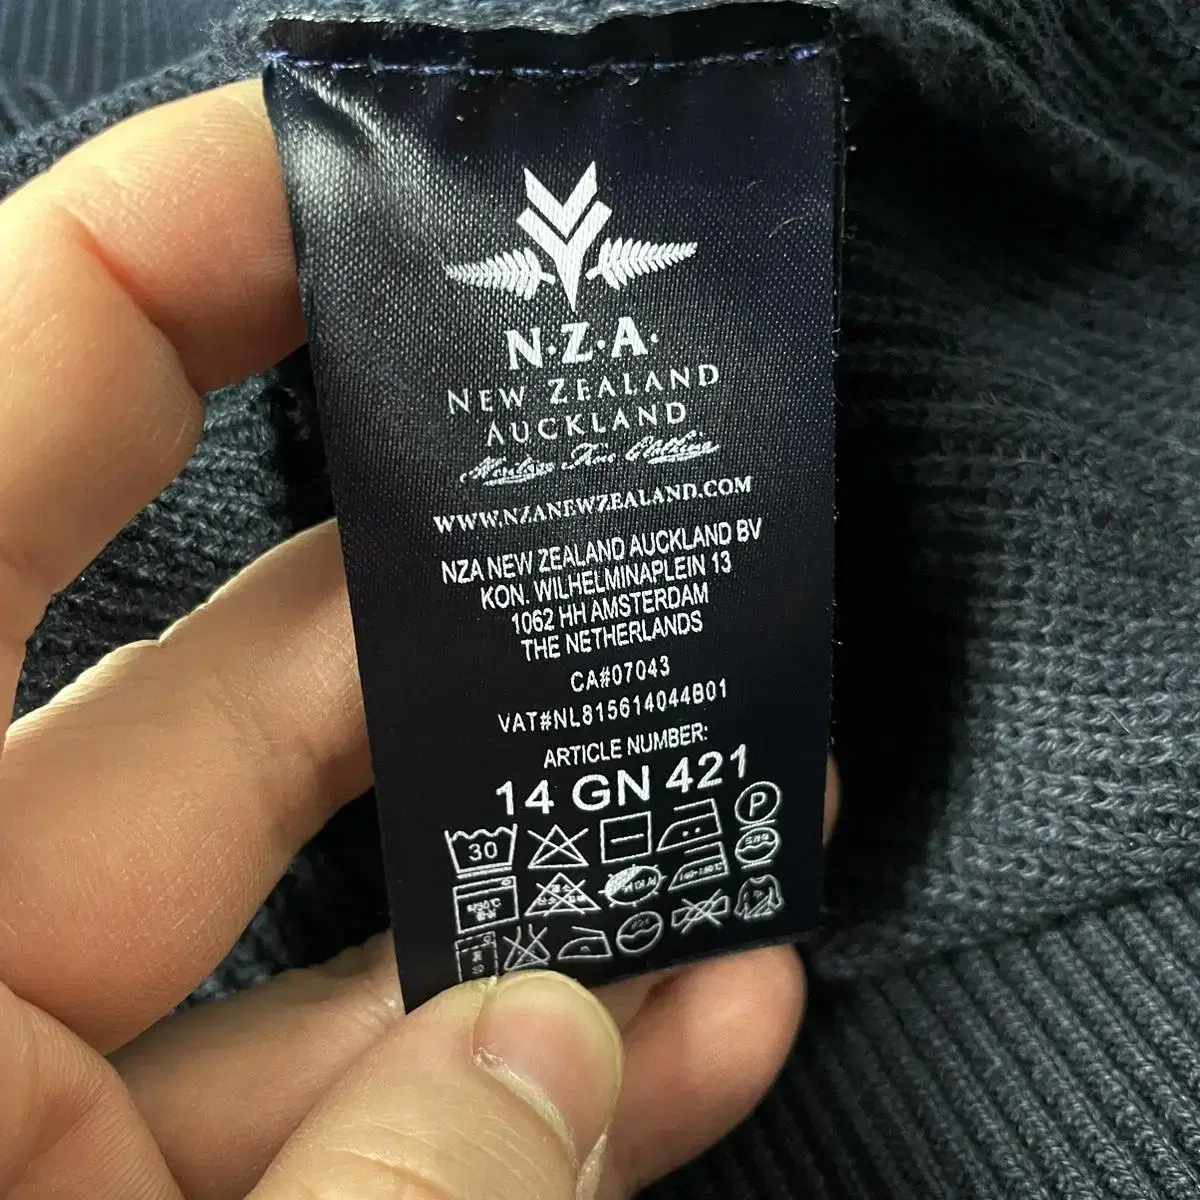 N·Z·A·
NEW ZEALAND
AUCKLAND
WWW.NZANEWZEALAND.COM
NZA NEW ZEALAND AUCKLAND BV
KON. WILHELMINAPLEIN 13
1062 HH AMSTERDAM
THE NETHERLANDS
CA#07043
VAT#NL815614044B01
ARTICLE NUMBER:
14 GN 421
30
P